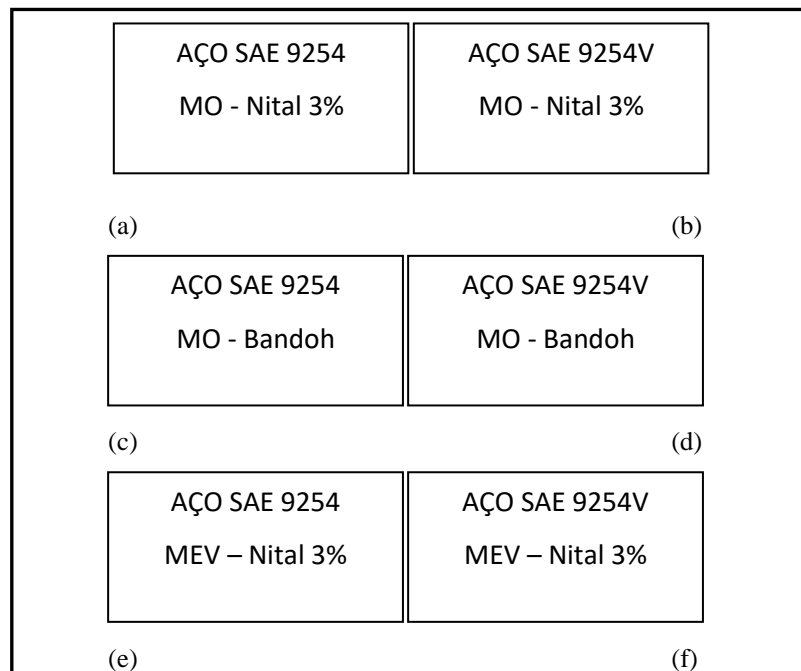 AÇO SAE 9254
MO - Nital 3%
AÇO SAE 9254V
MO - Nital 3%
(a)
(b)
AÇO SAE 9254
MO - Bandoh
AÇO SAE 9254V
MO - Bandoh
(c)
(d)
AÇO SAE 9254
MEV – Nital 3%
AÇO SAE 9254V
MEV – Nital 3%
(e)
(f)